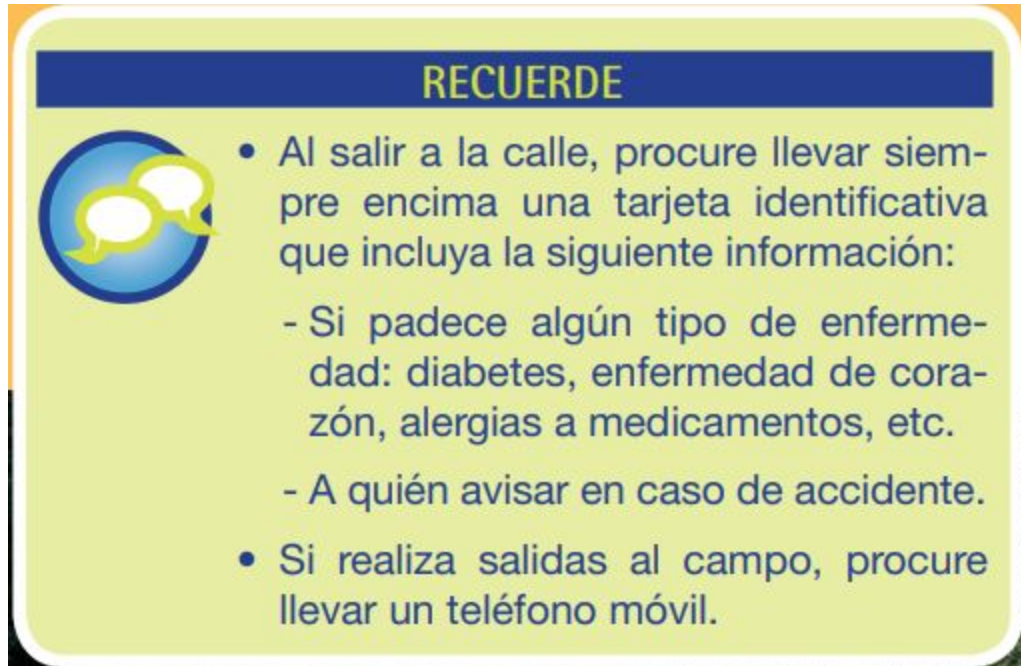 RECUERDE
• Al salir a la calle, procure llevar siem-
pre encima una tarjeta identificativa
que incluya la siguiente información:
- Si padece algún tipo de enferme-
dad: diabetes, enfermedad de cora-
zón, alergias a medicamentos, etc.
- A quién avisar en caso de accidente.
• Si realiza salidas al campo, procure
llevar un teléfono móvil.